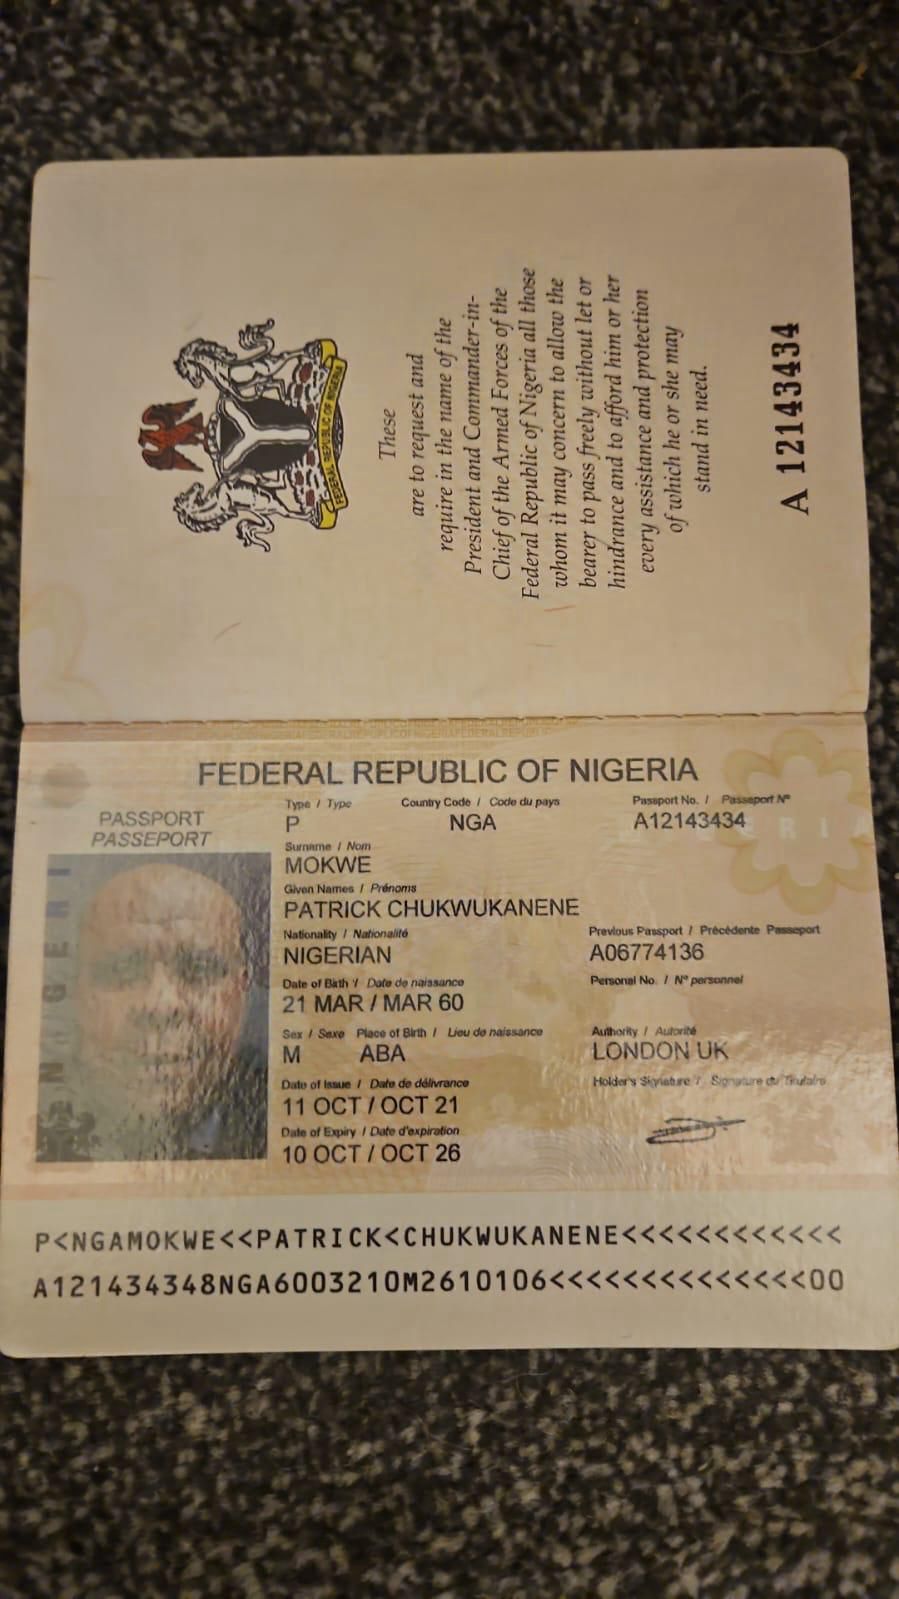 FEDERAL REPUBLIC OF NIGERIA
These
are to request and
require in the name of the
President and Commander-in-
Chief of the Armed Forces of the
Federal Republic of Nigeria all those
whom it may concern to allow the
bearer to pass freely without let or
hindrance and to afford him or her
every assistance and protection
of which he or she may
stand in need.
A 12143434
FEDERAL REPUBLIC OF NIGERIA
PASSPORT
PASSEPORT
Type / Type Country Code / Code du pays Passport No. / Passeport Nº
P NGA A12143434
Surname / Nom
MOKWE
Given Names / Prénoms
PATRICK CHUKWUKANENE
Nationality / Nationalité Previous Passport / Précédente Passeport
NIGERIAN A06774136
Date of Birth / Date de naissance Personal No. / Nº personnel
21 MAR / MAR 60
Sex / Sexe Place of Birth / Lieu de naissance Authority / Autorité
M ABA LONDON UK
Date of Issue / Date de délivrance Holder's Signature / Signature du Titulaire
11 OCT / OCT 21
Date of Expiry / Date d'expiration
10 OCT / OCT 26
P<NGAMOKWE<<PATRICK<CHUKWUKANENE<<<<<<<<<<<<
A121434348NGA6003210M2610106<<<<<<<<<<<<<<00